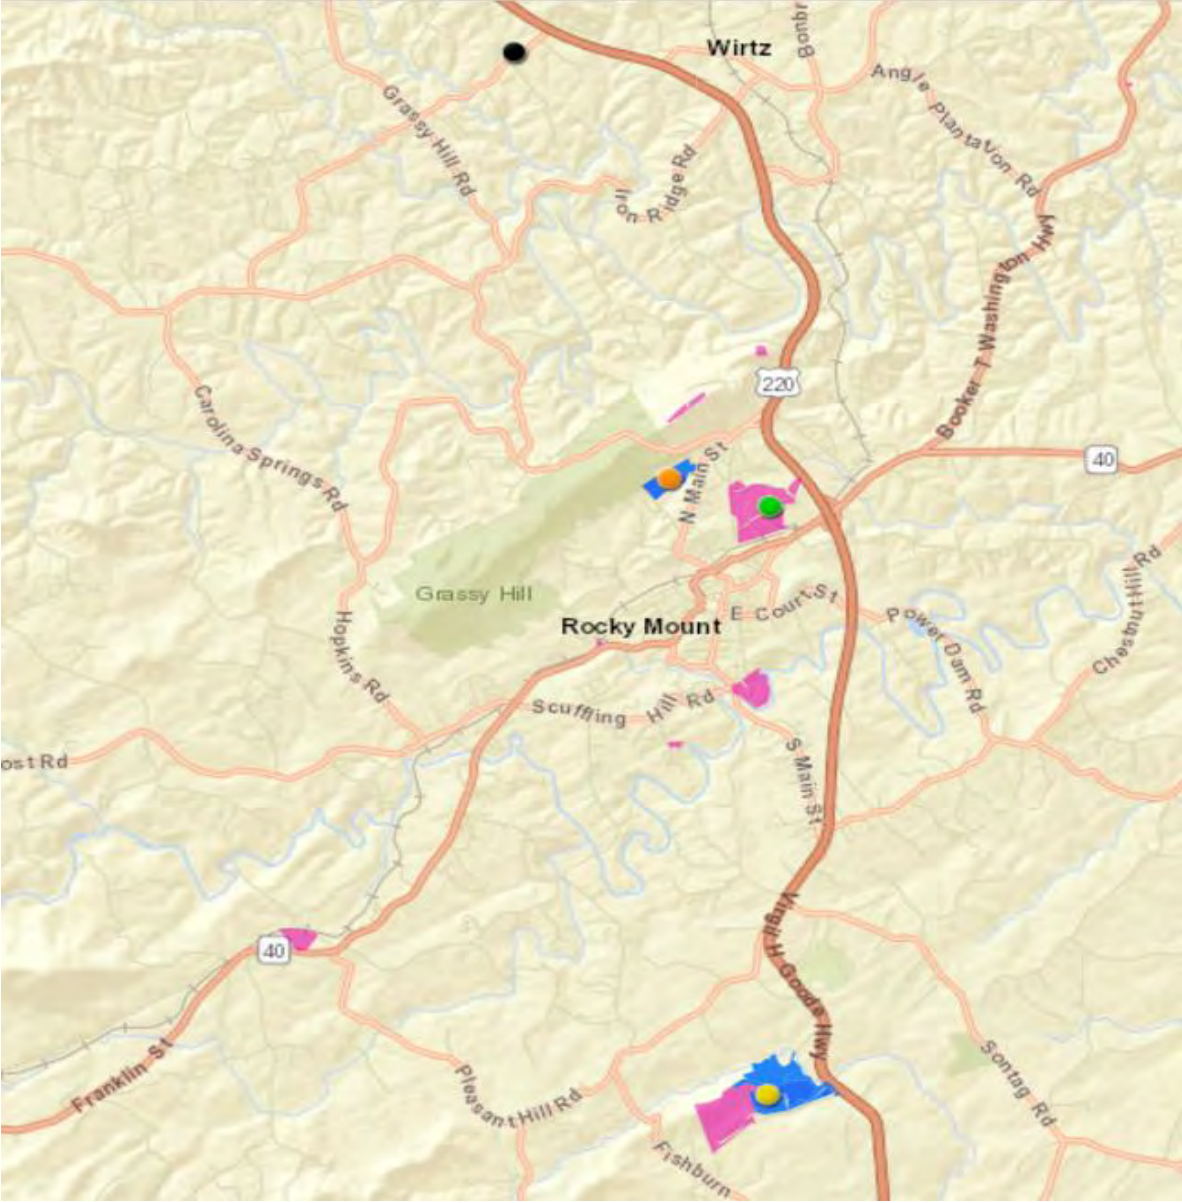 Wirtz
Bonbr
Angle PlantaVon Rd
Grassy Hill Rd
Iron Ridge Rd
Booker T Washington Hwy
220
Carolina Springs Rd
N Main St
40
Grassy Hill
E Court St
Rocky Mount
Power Dam Rd
Chestnut Hill Rd
Hopkins Rd
Scuffling Hill Rd
ost Rd
S Main St
Virgil H Goode Hwy
40
Franklin St
Pleasant Hill Rd
Sontag Rd
Fishburn